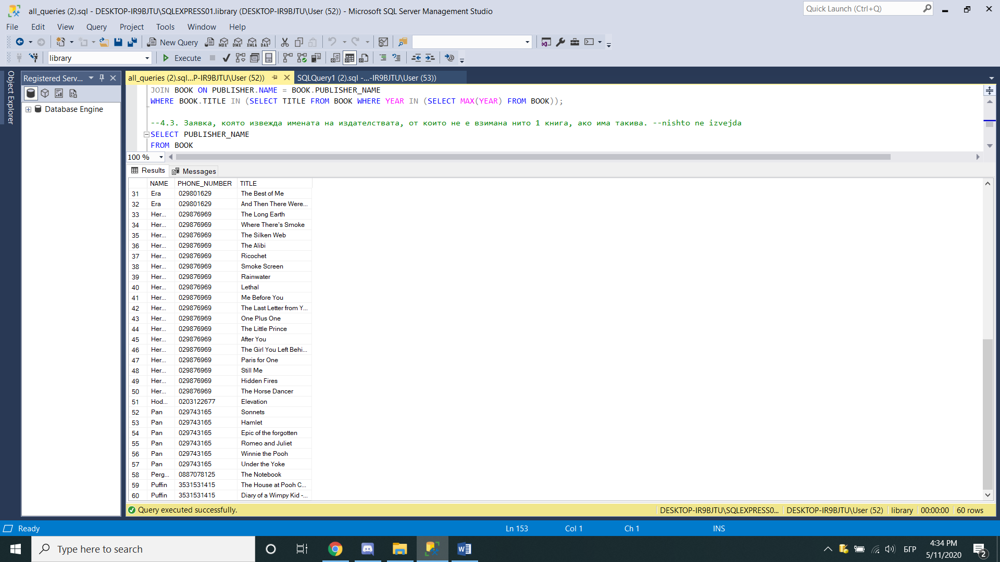 all_queries (2).sql - DESKTOP-IR9BJTU\SQLEXPRESS01.library (DESKTOP-IR9BJTU\User (52)) - Microsoft SQL Server Management Studio
Quick Launch (Ctrl+Q)
File Edit View Query Project Tools Window Help
New Query MDX DMX XMLA DAX
library Execute
Object Explorer
Registered Serv...
Database Engine
all_queries (2).sql...P-IR9BJTU\User (52)) SQLQuery1 (2).sql -...-IR9BJTU\User (53))
JOIN BOOK ON PUBLISHER.NAME = BOOK.PUBLISHER_NAME
WHERE BOOK.TITLE IN (SELECT TITLE FROM BOOK WHERE YEAR IN (SELECT MAX(YEAR) FROM BOOK));
--4.3. Заявка, която извежда имената на издателствата, от които не е взимана нито 1 книга, ако има такива. --nishto ne izvejda
SELECT PUBLISHER_NAME
FROM BOOK
100 %
Results Messages
NAME PHONE_NUMBER TITLE
31 Era 029801629 The Best of Me
32 Era 029801629 And Then There Were...
33 Her... 029876969 The Long Earth
34 Her... 029876969 Where There's Smoke
35 Her... 029876969 The Silken Web
36 Her... 029876969 The Alibi
37 Her... 029876969 Ricochet
38 Her... 029876969 Smoke Screen
39 Her... 029876969 Rainwater
40 Her... 029876969 Lethal
41 Her... 029876969 Me Before You
42 Her... 029876969 The Last Letter from Y...
43 Her... 029876969 One Plus One
44 Her... 029876969 The Little Prince
45 Her... 029876969 After You
46 Her... 029876969 The Girl You Left Behi...
47 Her... 029876969 Paris for One
48 Her... 029876969 Still Me
49 Her... 029876969 Hidden Fires
50 Her... 029876969 The Horse Dancer
51 Hod... 0203122677 Elevation
52 Pan 029743165 Sonnets
53 Pan 029743165 Hamlet
54 Pan 029743165 Epic of the forgotten
55 Pan 029743165 Romeo and Juliet
56 Pan 029743165 Winnie the Pooh
57 Pan 029743165 Under the Yoke
58 Perg... 0887078125 The Notebook
59 Puffin 3531531415 The House at Pooh C...
60 Puffin 3531531415 Diary of a Wimpy Kid -...
Query executed successfully. DESKTOP-IR9BJTU\SQLEXPRESS0... DESKTOP-IR9BJTU\User (52) library 00:00:00 60 rows
Ready Ln 153 Col 1 Ch 1 INS
Type here to search
БГР
4:34 PM
5/11/2020
2